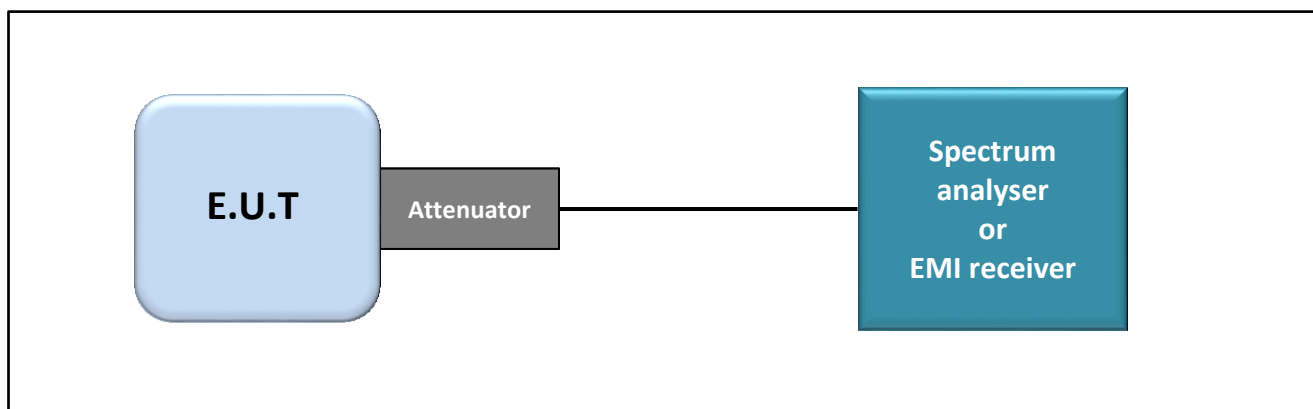 E.U.T
Attenuator
Spectrum
analyser
or
EMI receiver